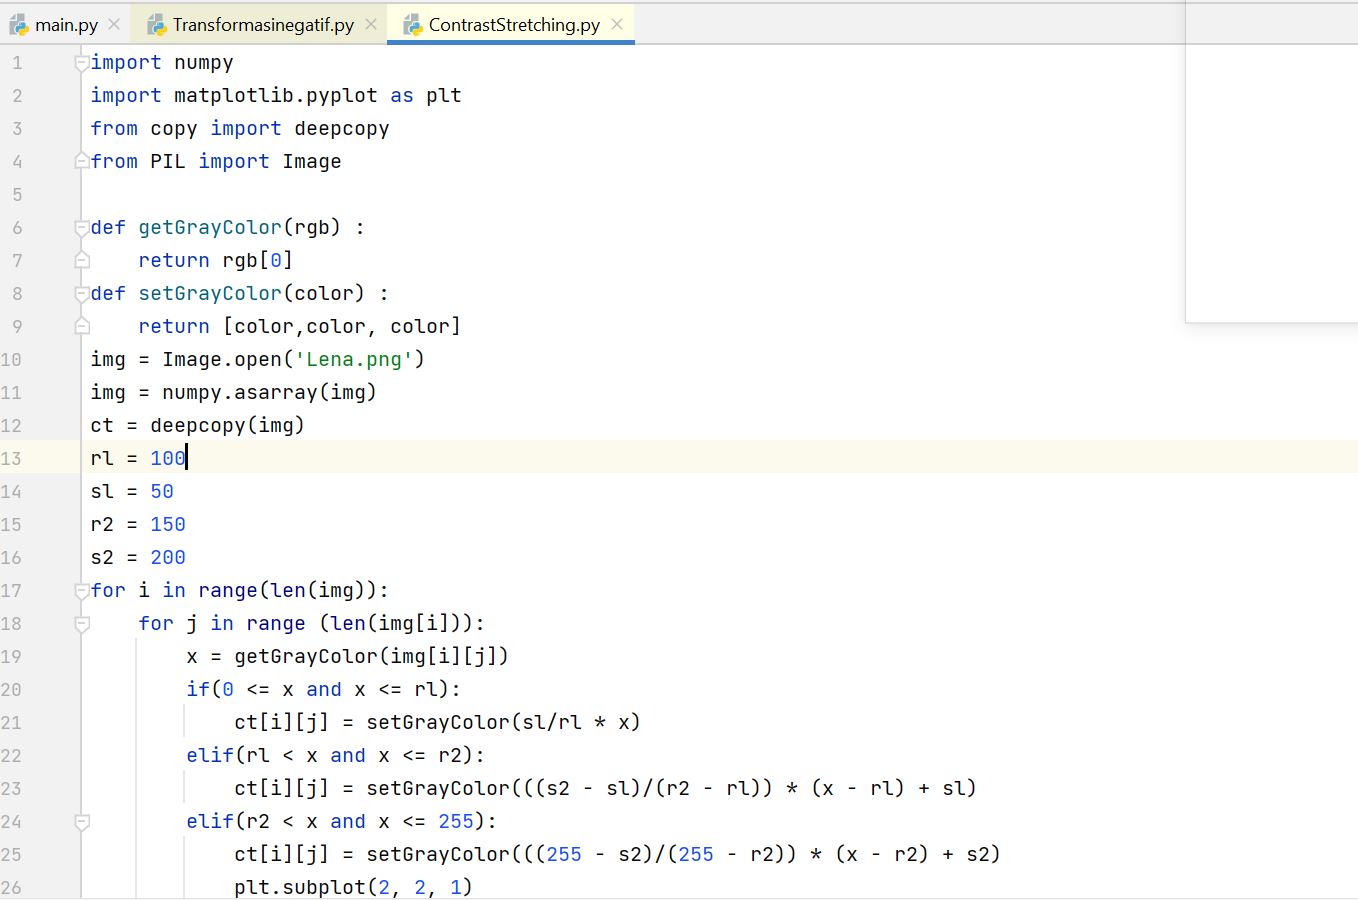 main.py Transformasinegatif.py ContrastStretching.py
1 import numpy
2 import matplotlib.pyplot as plt
3 from copy import deepcopy
4 from PIL import Image
5
6 def getGrayColor(rgb) :
7     return rgb[0]
8 def setGrayColor(color) :
9     return [color,color, color]
10 img = Image.open('Lena.png')
11 img = numpy.asarray(img)
12 ct = deepcopy(img)
13 rl = 100
14 sl = 50
15 r2 = 150
16 s2 = 200
17 for i in range(len(img)):
18     for j in range (len(img[i])):
19         x = getGrayColor(img[i][j])
20         if(0 <= x and x <= rl):
21             ct[i][j] = setGrayColor(sl/rl * x)
22         elif(rl < x and x <= r2):
23             ct[i][j] = setGrayColor(((s2 - sl)/(r2 - rl)) * (x - rl) + sl)
24         elif(r2 < x and x <= 255):
25             ct[i][j] = setGrayColor(((255 - s2)/(255 - r2)) * (x - r2) + s2)
26             plt.subplot(2, 2, 1)